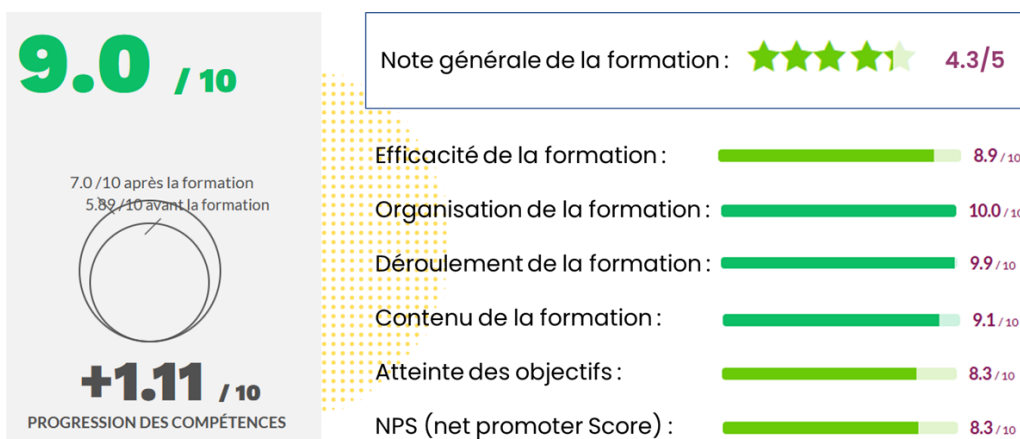 9.0 / 10
7.0 /10 après la formation
5.89 /10 avant la formation
+1.11 / 10
PROGRESSION DES COMPÉTENCES
Note générale de la formation : 4.3/5
Efficacité de la formation : 8.9 / 10
Organisation de la formation : 10.0 / 10
Déroulement de la formation : 9.9 / 10
Contenu de la formation : 9.1 / 10
Atteinte des objectifs : 8.3 / 10
NPS (net promoter Score) : 8.3 / 10